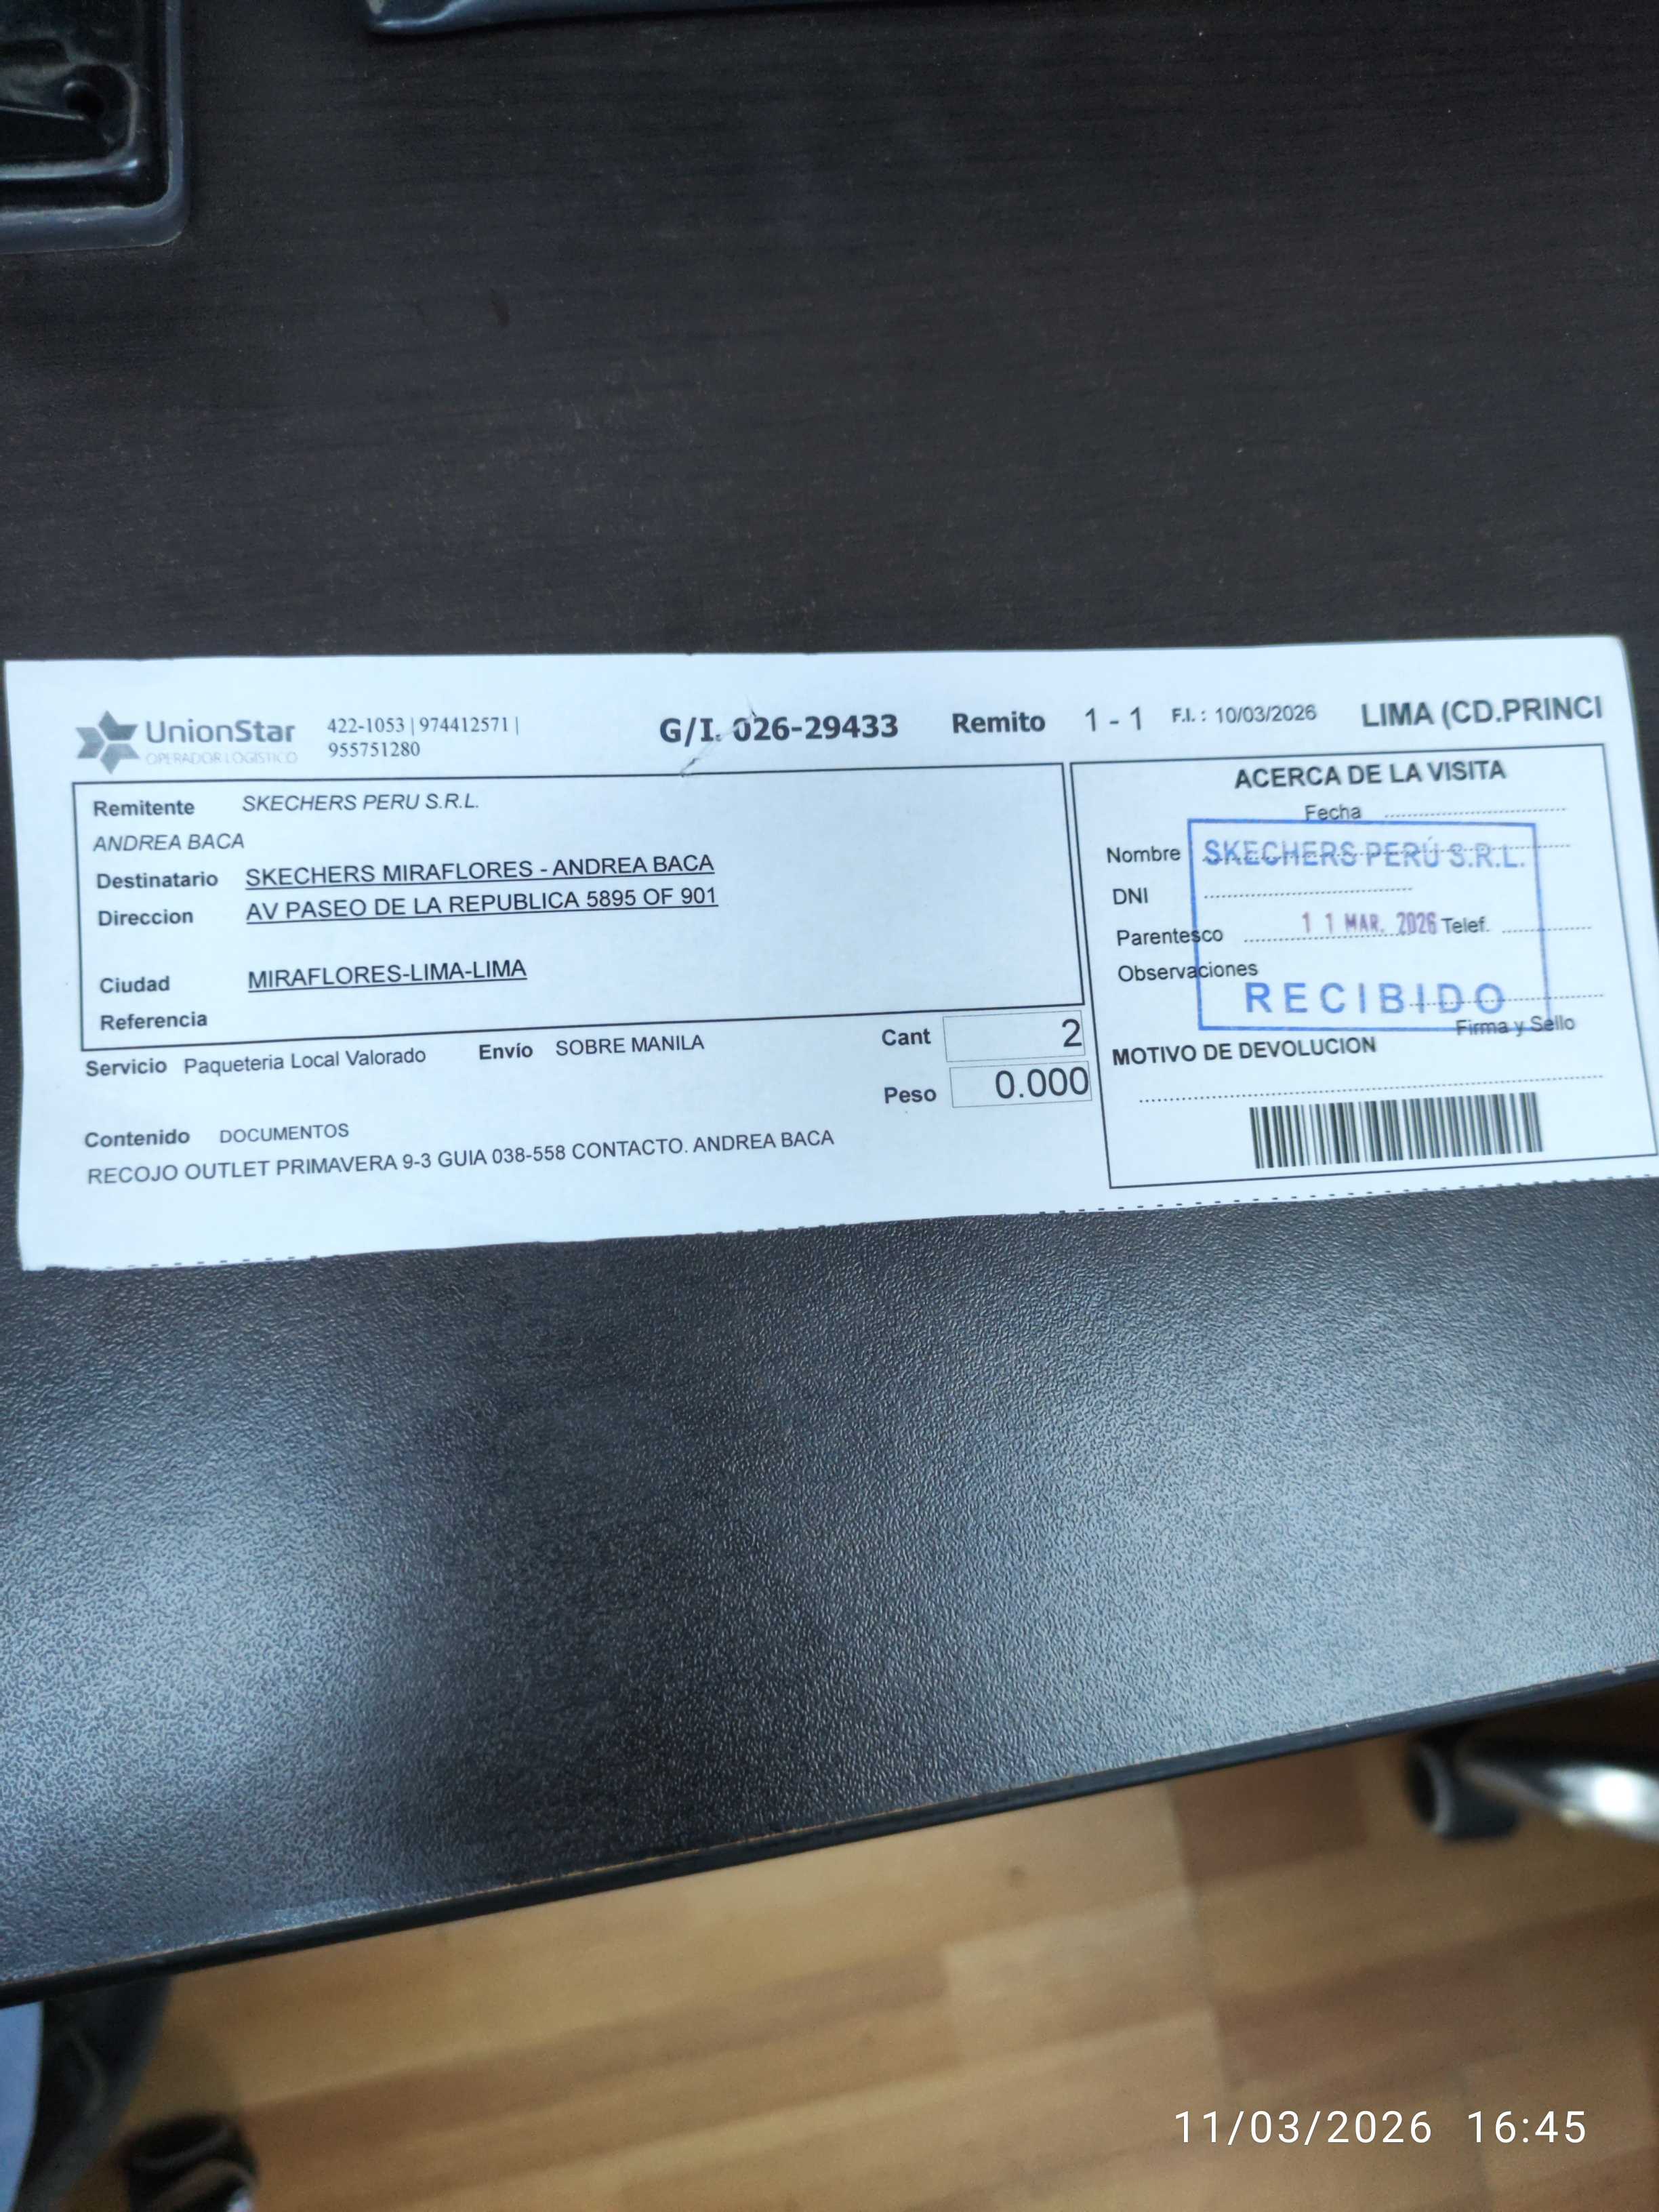 UnionStar
OPERADOR LOGISTICO
422-1053 | 974412571 |
955751280
G/I. 026-29433 Remito 1 - 1 F.I. : 10/03/2026 LIMA (CD.PRINCI
Remitente SKECHERS PERU S.R.L.
ANDREA BACA
Destinatario SKECHERS MIRAFLORES - ANDREA BACA
Direccion AV PASEO DE LA REPUBLICA 5895 OF 901
Ciudad MIRAFLORES-LIMA-LIMA
Referencia
Servicio Paqueteria Local Valorado Envío SOBRE MANILA
Cant 2
Peso 0.000
Contenido DOCUMENTOS
RECOJO OUTLET PRIMAVERA 9-3 GUIA 038-558 CONTACTO. ANDREA BACA
ACERCA DE LA VISITA
Fecha
Nombre
DNI
Parentesco Telef.
Observaciones
Firma y Sello
SKECHERS PERÚ S.R.L.
11 MAR. 2026
RECIBIDO
MOTIVO DE DEVOLUCION
11/03/2026 16:45